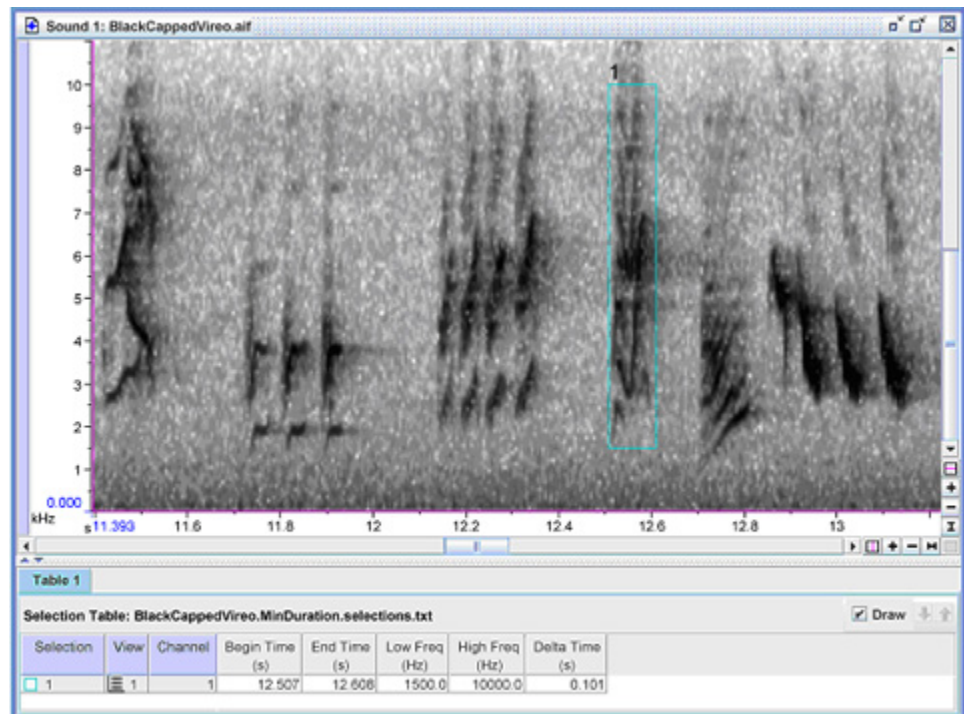 Sound 1: BlackCappedVireo.aif
1
10
9
8
7
6
5
4
3
2
1
0.000
kHz
s 11.393 11.6 11.8 12 12.2 12.4 12.6 12.8 13
Table 1
Selection Table: BlackCappedVireo.MinDuration.selections.txt Draw
Selection View Channel Begin Time (s) End Time (s) Low Freq (Hz) High Freq (Hz) Delta Time (s)
1 1 1 12.507 12.608 1500.0 10000.0 0.101